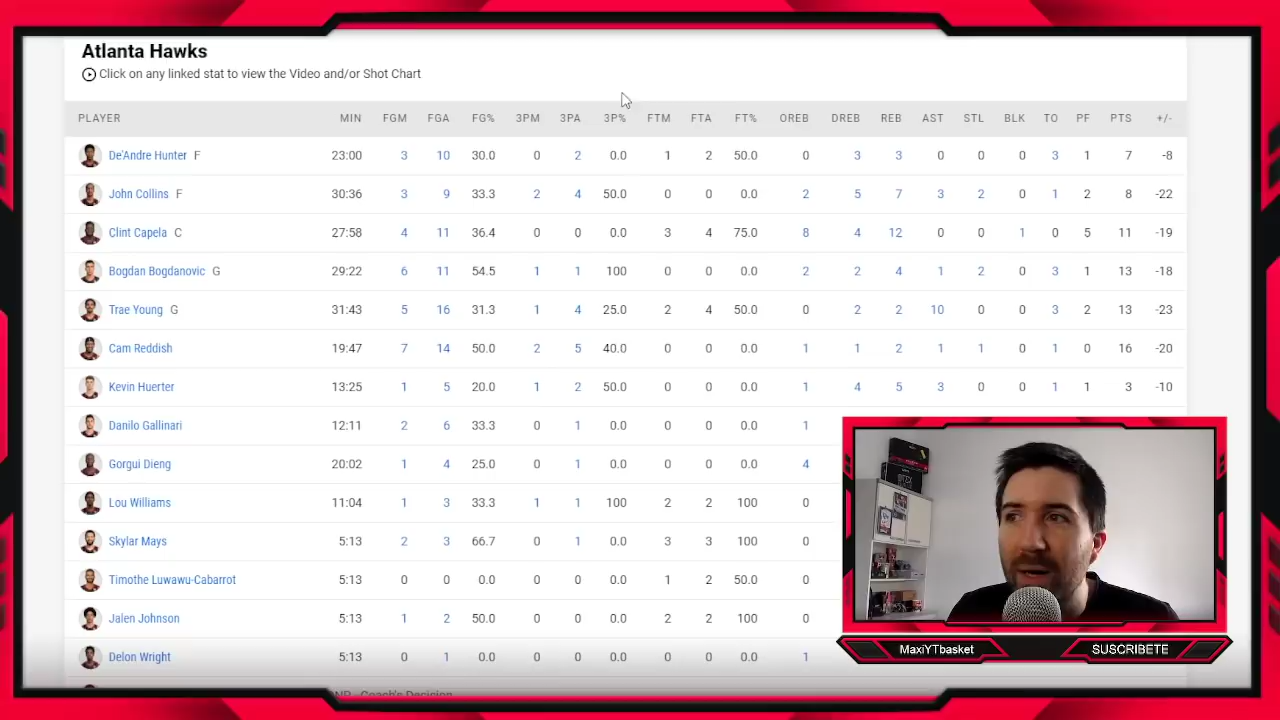 Atlanta Hawks
Click on any linked stat to view the Video and/or Shot Chart
PLAYER MIN FGM FGA FG% 3PM 3PA 3P% FTM FTA FT% OREB DREB REB AST STL BLK TO PF PTS +/-
De'Andre Hunter F 23:00 3 10 30.0 0 2 0.0 1 2 50.0 0 3 3 0 0 0 3 1 7 -8
John Collins F 30:36 3 9 33.3 2 4 50.0 0 0 0.0 2 5 7 3 2 0 1 2 8 -22
Clint Capela C 27:58 4 11 36.4 0 0 0.0 3 4 75.0 8 4 12 0 0 1 0 5 11 -19
Bogdan Bogdanovic G 29:22 6 11 54.5 1 1 100 0 0 0.0 2 2 4 1 2 0 3 1 13 -18
Trae Young G 31:43 5 16 31.3 1 4 25.0 2 4 50.0 0 2 2 10 0 0 3 2 13 -23
Cam Reddish 19:47 7 14 50.0 2 5 40.0 0 0 0.0 1 1 2 1 1 0 1 0 16 -20
Kevin Huerter 13:25 1 5 20.0 1 2 50.0 0 0 0.0 1 4 5 3 0 0 1 1 3 -10
Danilo Gallinari 12:11 2 6 33.3 0 1 0.0 0 0 0.0 1
Gorgui Dieng 20:02 1 4 25.0 0 1 0.0 0 0 0.0 4
Lou Williams 11:04 1 3 33.3 1 1 100 2 2 100 0
Skylar Mays 5:13 2 3 66.7 0 1 0.0 3 3 100 0
Timothe Luwawu-Cabarrot 5:13 0 0 0.0 0 0 0.0 1 2 50.0 0
Jalen Johnson 5:13 1 2 50.0 0 0 0.0 2 2 100 0
Delon Wright 5:13 0 1 0.0 0 0 0.0 0 0 0.0 1
DNP - Coach's Decision
MaxiYTbasket
SUSCRIBETE